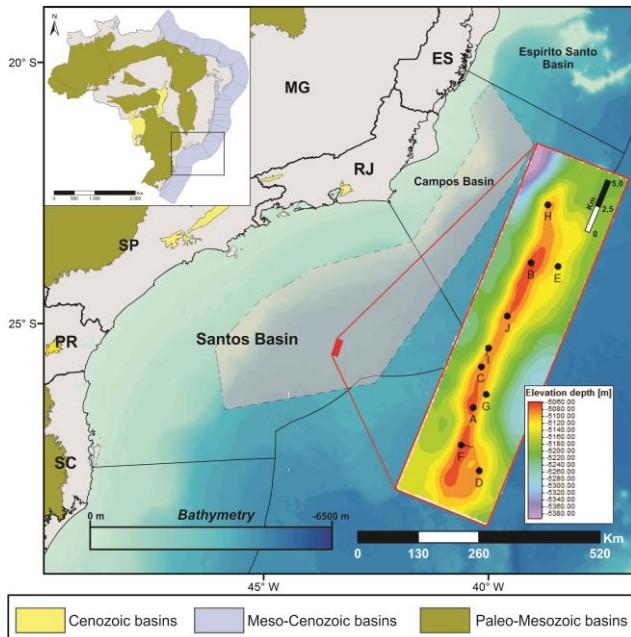 N
0 500 1.000 2.000
Km
20° S
25° S
45° W
40° W
ES
MG
RJ
SP
PR
SC
Espirito Santo
Basin
Campos Basin
Santos Basin
Km
5,0
2,5
0
H
B
E
J
I
C
G
A
F
D
Elevation depth [m]
-5060.00
-5080.00
-5100.00
-5120.00
-5140.00
-5160.00
-5180.00
-5200.00
-5220.00
-5240.00
-5260.00
-5280.00
-5300.00
-5320.00
-5340.00
-5360.00
-5380.00
0 m -6500 m
Bathymetry
Km
0 130 260 520
Cenozoic basins Meso-Cenozoic basins Paleo-Mesozoic basins